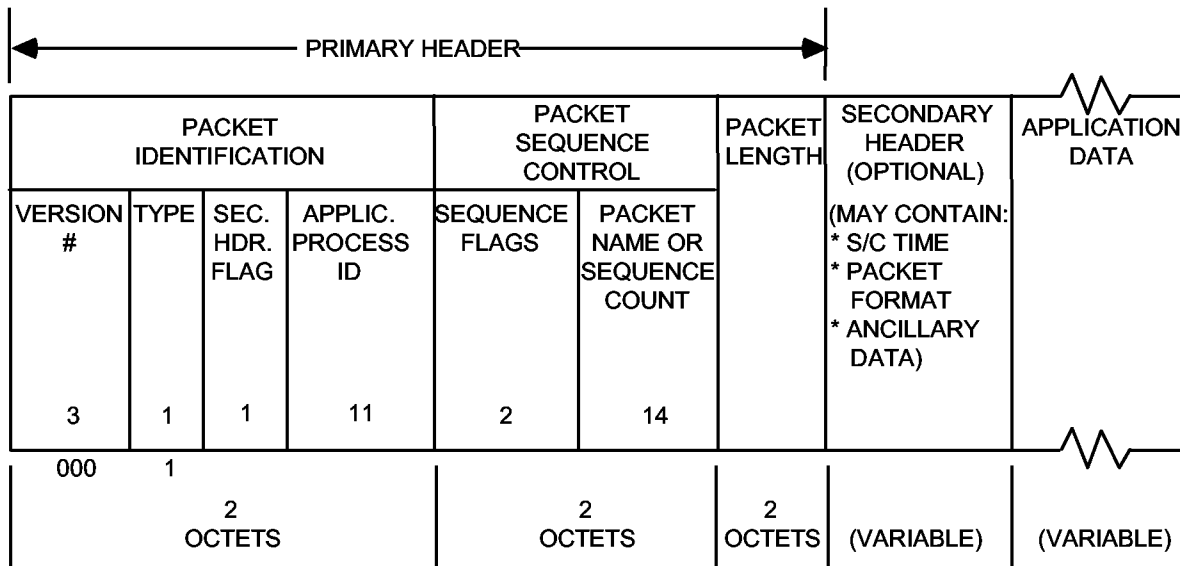 PRIMARY HEADER
PACKET
IDENTIFICATION
PACKET
SEQUENCE
CONTROL
PACKET
LENGTH
SECONDARY
HEADER
(OPTIONAL)
APPLICATION
DATA
VERSION
#
TYPE
SEC.
HDR.
FLAG
APPLIC.
PROCESS
ID
SEQUENCE
FLAGS
PACKET
NAME OR
SEQUENCE
COUNT
(MAY CONTAIN:
* S/C TIME
* PACKET
FORMAT
* ANCILLARY
DATA)
3
1
1
11
2
14
000
1
2
OCTETS
2
OCTETS
2
OCTETS
(VARIABLE)
(VARIABLE)